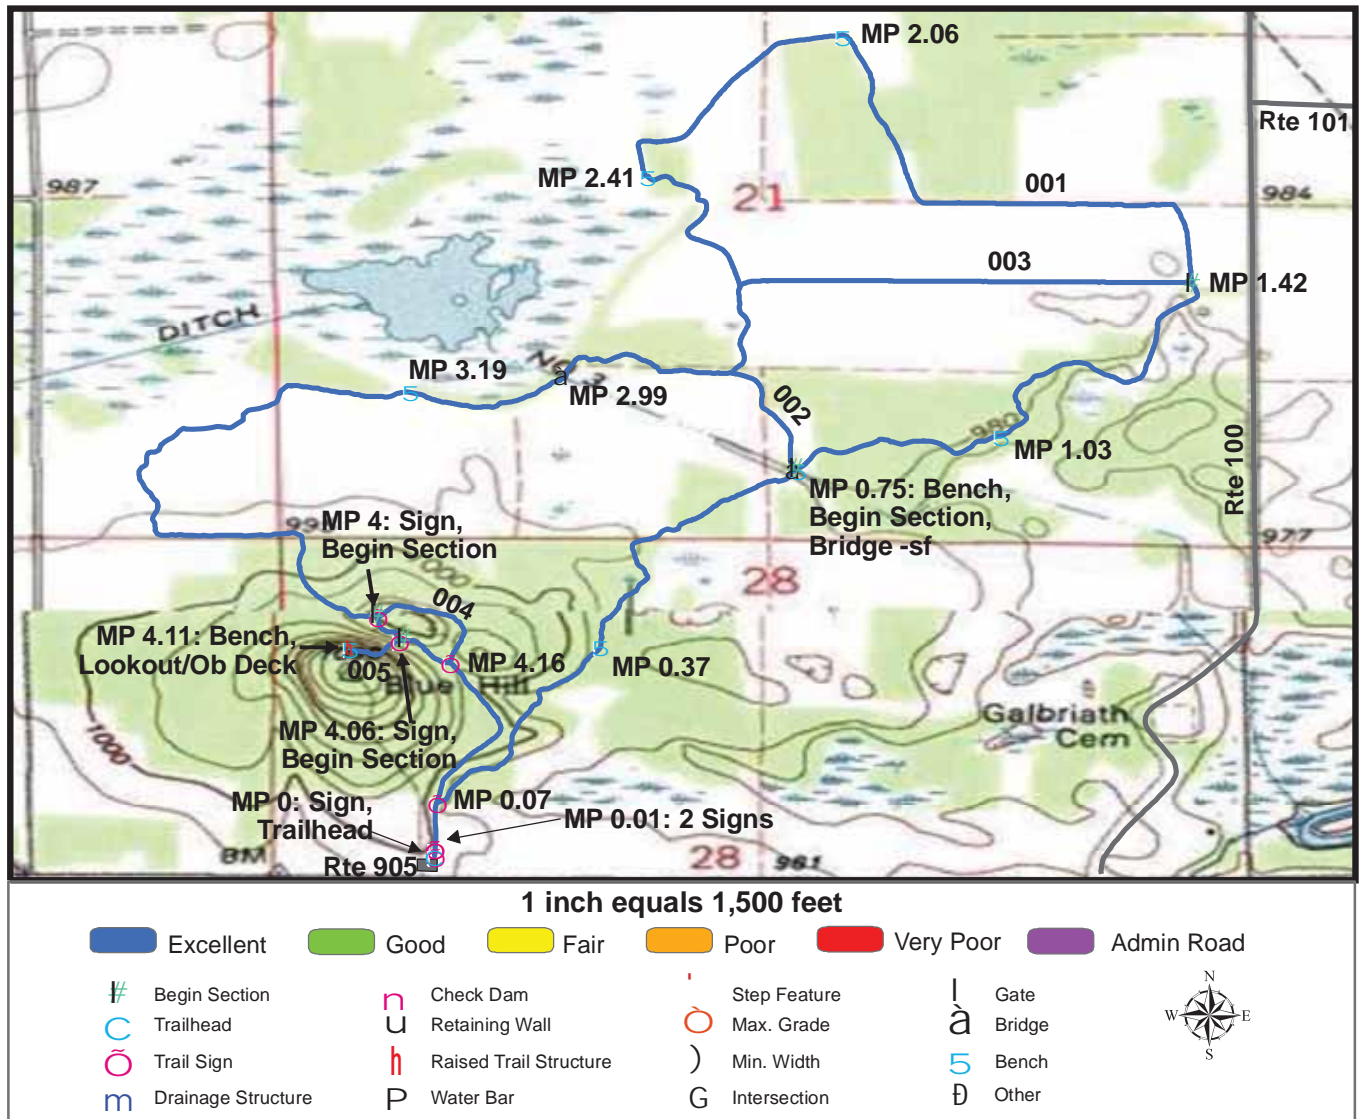 MP 2.06
Rte 101
MP 2.41
987
21
001
984
003
MP 1.42
DITCH
MP 3.19
MP 2.99
002
980
MP 1.03
Rte 100
MP 0.75: Bench,
Begin Section,
Bridge -sf
MP 4: Sign,
Begin Section
977
28
1000
004
MP 4.11: Bench,
Lookout/Ob Deck
005
MP 4.16
MP 0.37
Blue Hill
MP 4.06: Sign,
Begin Section
Galbriath
Cem
1000
MP 0: Sign,
Trailhead
MP 0.07
MP 0.01: 2 Signs
BM
Rte 905
28
981
1 inch equals 1,500 feet
Excellent Good Fair Poor Very Poor Admin Road
Begin Section Check Dam Step Feature Gate
Trailhead Retaining Wall Max. Grade Bridge
Trail Sign Raised Trail Structure Min. Width Bench
Drainage Structure Water Bar Intersection Other
N
W E
S